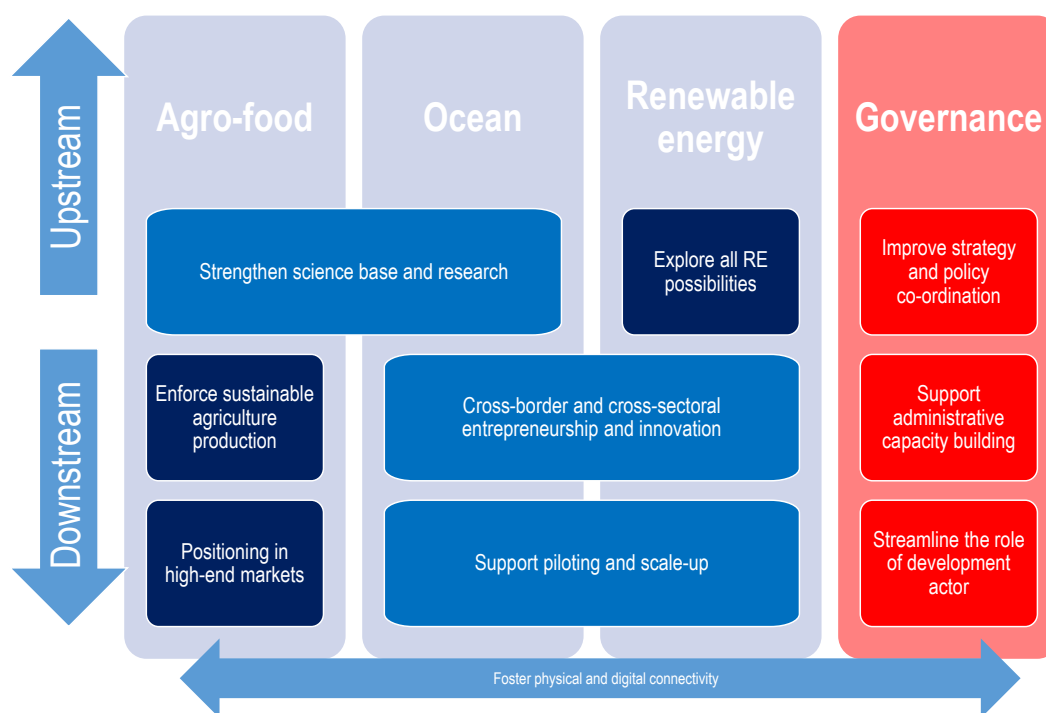 Upstream
Downstream
Agro-food
Ocean
Renewable
energy
Governance
Strengthen science base and research
Explore all RE
possibilities
Improve strategy
and policy
co-ordination
Enforce sustainable
agriculture
production
Cross-border and cross-sectoral
entrepreneurship and innovation
Support
administrative
capacity building
Positioning in
high-end markets
Support piloting and scale-up
Streamline the role
of development
actor
Foster physical and digital connectivity